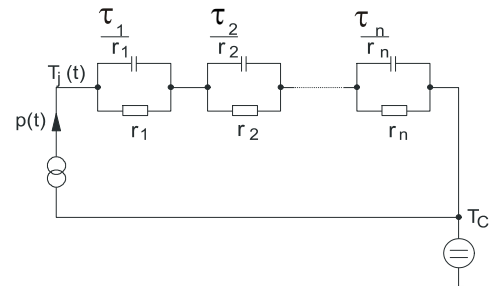 τ1 τ2 τn
r1 r2 rn
Tj (t)
p(t)
r1 r2 rn
TC